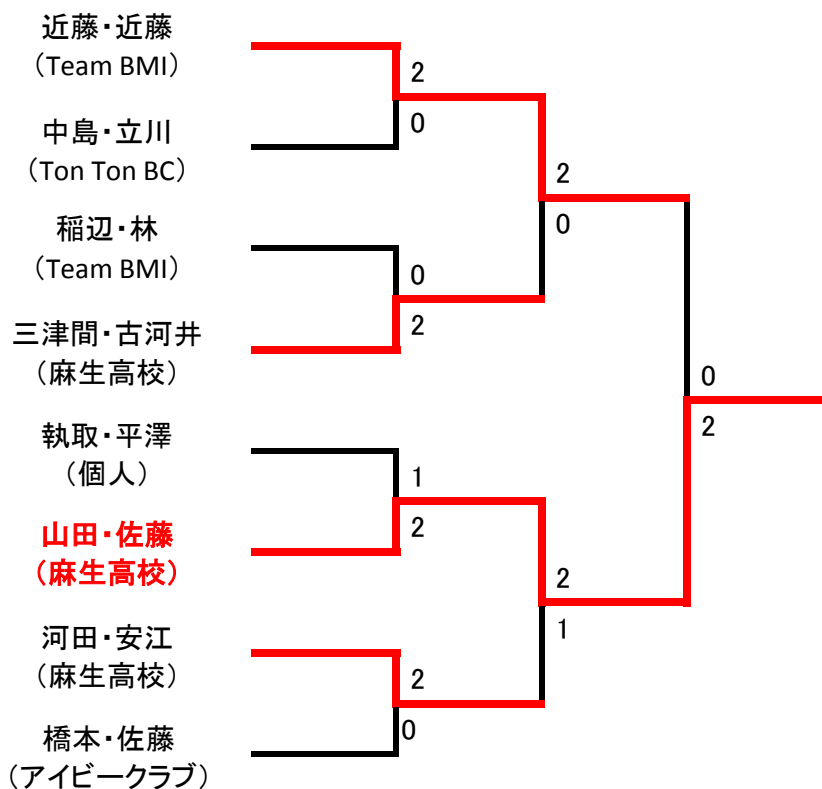 近藤・近藤
（Team BMI）
2
0
中島・立川
（Ton Ton BC）
2
0
稲辺・林
（Team BMI）
0
2
三津間・古河井
（麻生高校）
0
2
執取・平澤
（個人）
1
2
山田・佐藤
（麻生高校）
2
1
河田・安江
（麻生高校）
2
0
橋本・佐藤
（アイビークラブ）